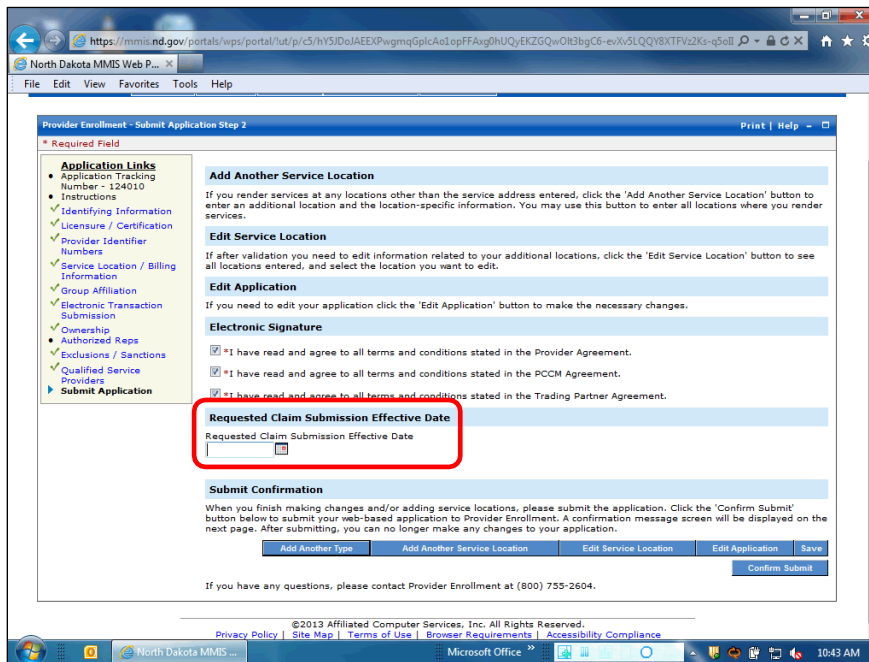 https://mmis.nd.gov/portals/wps/portal/!ut/p/c5/
North Dakota MMIS Web P...
File Edit View Favorites Tools Help
Provider Enrollment - Submit Application Step 2
Print | Help
* Required Field
Application Links
Application Tracking
Number - 124010
Instructions
Identifying Information
Licensure / Certification
Provider Identifier
Numbers
Service Location / Billing
Information
Group Affiliation
Electronic Transaction
Submission
Ownership
Authorized Reps
Exclusions / Sanctions
Qualified Service
Providers
Submit Application
Add Another Service Location
If you render services at any locations other than the service address entered, click the 'Add Another Service Location' button to
enter an additional location and the location-specific information. You may use this button to enter all locations where you render
services.
Edit Service Location
If after validation you need to edit information related to your additional locations, click the 'Edit Service Location' button to see
all locations entered, and select the location you want to edit.
Edit Application
If you need to edit your application click the 'Edit Application' button to make the necessary changes.
Electronic Signature
*I have read and agree to all terms and conditions stated in the Provider Agreement.
*I have read and agree to all terms and conditions stated in the PCCM Agreement.
*I have read and agree to all terms and conditions stated in the Trading Partner Agreement.
Requested Claim Submission Effective Date
Requested Claim Submission Effective Date
Submit Confirmation
When you finish making changes and/or adding service locations, please submit the application. Click the 'Confirm Submit'
button below to submit your web-based application to Provider Enrollment. A confirmation message screen will be displayed on the
next page. After submitting, you can no longer make any changes to your application.
Add Another Type Add Another Service Location Edit Service Location Edit Application Save
Confirm Submit
If you have any questions, please contact Provider Enrollment at (800) 755-2604.
©2013 Affiliated Computer Services, Inc. All Rights Reserved.
Privacy Policy | Site Map | Terms of Use | Browser Requirements | Accessibility Compliance
North Dakota MMIS ...
Microsoft Office »
10:43 AM